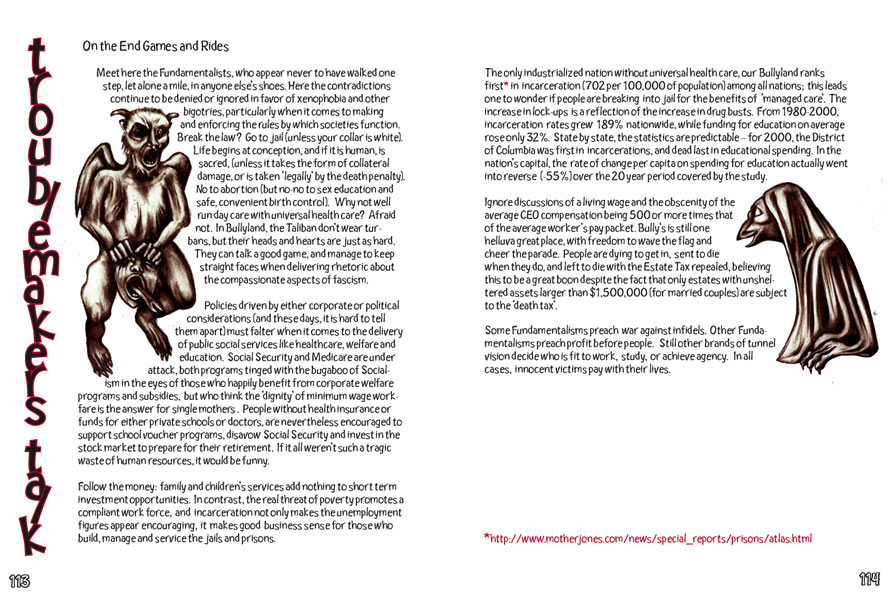 troublemakers talk
On the End Games and Rides
Meet here the Fundamentalists, who appear never to have walked one
step, let alone a mile, in anyone else's shoes. Here the contradictions
continue to be denied or ignored in favor of xenophobia and other
bigotries, particularly when it comes to making
and enforcing the rules by which societies function.
Break the law? Go to jail (unless your collar is white).
Life begins at conception, and if it is human, is
sacred, (unless it takes the form of collateral
damage, or is taken 'legally' by the death penalty).
No to abortion (but no-no to sex education and
safe, convenient birth control). Why not well
run day care with universal health care? Afraid
not. In Bullyland, the Taliban don't wear tur-
bans, but their heads and hearts are just as hard.
They can talk a good game, and manage to keep
straight faces when delivering rhetoric about
the compassionate aspects of fascism.
Policies driven by either corporate or political
considerations (and these days, it is hard to tell
them apart) must falter when it comes to the delivery
of public social services like healthcare, welfare and
education. Social Security and Medicare are under
attack, both programs tinged with the bugaboo of Social-
ism in the eyes of those who happily benefit from corporate welfare
programs and subsidies, but who think the 'dignity' of minimum wage work-
fare is the answer for single mothers. People without health insurance or
funds for either private schools or doctors, are nevertheless encouraged to
support school voucher programs, disavow Social Security and invest in the
stock market to prepare for their retirement. If it all weren't such a tragic
waste of human resources, it would be funny.
Follow the money: family and children's services add nothing to short term
investment opportunities. In contrast, the real threat of poverty promotes a
compliant work force, and incarceration not only makes the unemployment
figures appear encouraging, it makes good business sense for those who
build, manage and service the jails and prisons.
113
The only industrialized nation without universal health care, our Bullyland ranks
first* in incarceration (702 per 100,000 of population) among all nations; this leads
one to wonder if people are breaking into jail for the benefits of 'managed care'. The
increase in lock-ups is a reflection of the increase in drug busts. From 1980-2000,
incarceration rates grew 189% nationwide, while funding for education on average
rose only 32%. State by state, the statistics are predictable – for 2000, the District
of Columbia was first in incarcerations, and dead last in educational spending. In the
nation's capital, the rate of change per capita on spending for education actually went
into reverse (-55%) over the 20 year period covered by the study.
Ignore discussions of a living wage and the obscenity of the
average CEO compensation being 500 or more times that
of the average worker's pay packet. Bully's is still one
helluva great place, with freedom to wave the flag and
cheer the parade. People are dying to get in, sent to die
when they do, and left to die with the Estate Tax repealed, believing
this to be a great boon despite the fact that only estates with unshel-
tered assets larger than $1,500,000 (for married couples) are subject
to the 'death tax'.
Some Fundamentalisms preach war against infidels. Other Funda-
mentalisms preach profit before people. Still other brands of tunnel
vision decide who is fit to work, study, or achieve agency. In all
cases, innocent victims pay with their lives.
*http://www.motherjones.com/news/special_reports/prisons/atlas.html
114